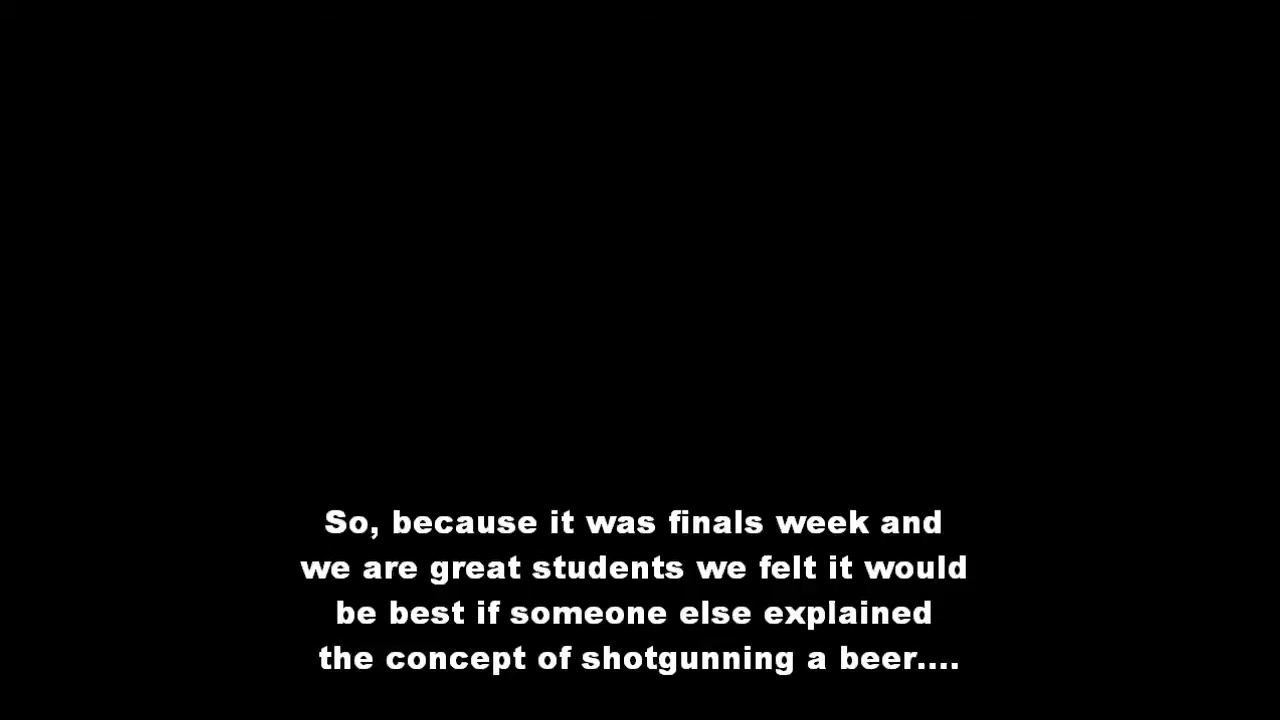 So, because it was finals week and
we are great students we felt it would
be best if someone else explained
the concept of shotgunning a beer....